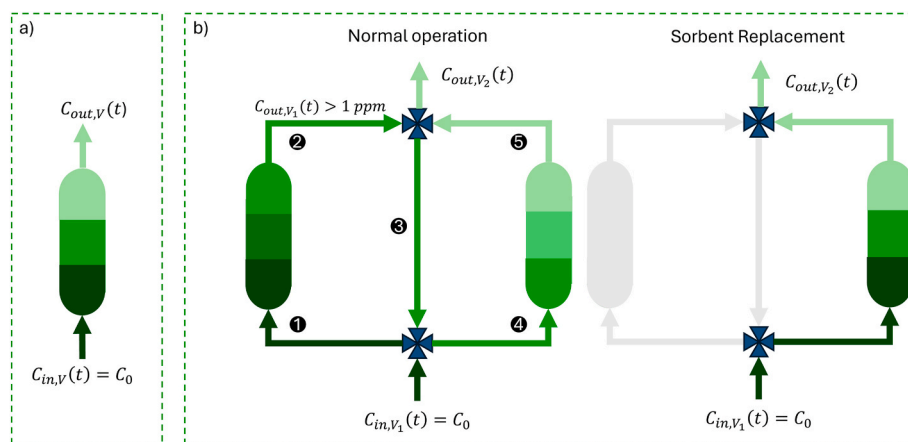 a)
C_{out,V}(t)
C_{in,V}(t) = C_0
b)
Normal operation
C_{out,V_2}(t)
C_{out,V_1}(t) > 1 ppm
❷
❺
❸
❶
❹
C_{in,V_1}(t) = C_0
Sorbent Replacement
C_{out,V_2}(t)
C_{in,V_1}(t) = C_0